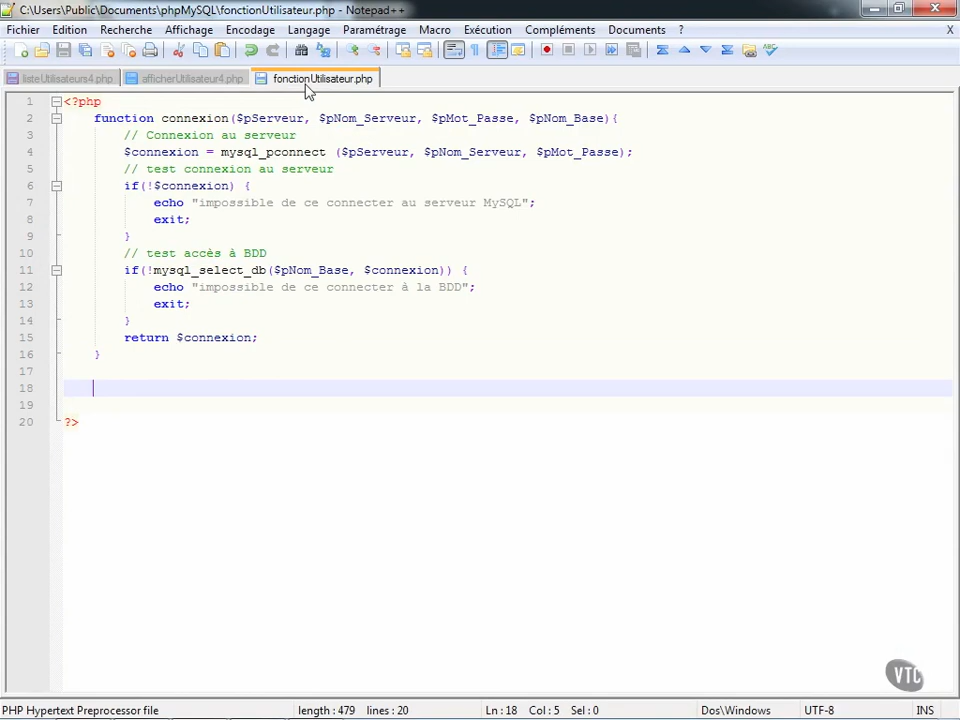 C:\Users\Public\Documents\phpMySQL\fonctionUtilisateur.php - Notepad++
Fichier Edition Recherche Affichage Encodage Langage Paramétrage Macro Exécution Compléments Documents ? X
listeUtilisateurs4.php afficherUtilisateur4.php fonctionUtilisateur.php
1 <?php
2 function connexion($pServeur, $pNom_Serveur, $pMot_Passe, $pNom_Base){
3 // Connexion au serveur
4 $connexion = mysql_pconnect ($pServeur, $pNom_Serveur, $pMot_Passe);
5 // test connexion au serveur
6 if(!$connexion) {
7 echo "impossible de ce connecter au serveur MySQL";
8 exit;
9 }
10 // test accès à BDD
11 if(!mysql_select_db($pNom_Base, $connexion)) {
12 echo "impossible de ce connecter à la BDD";
13 exit;
14 }
15 return $connexion;
16 }
17
18
19
20 ?>
VTC
PHP Hypertext Preprocessor file length : 479 lines : 20 Ln : 18 Col : 5 Sel : 0 Dos\Windows UTF-8 INS